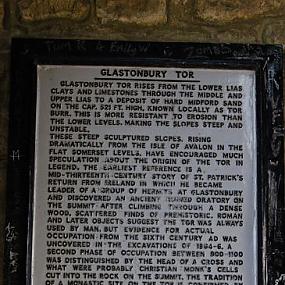 TOM R & Emily W
GLASTONBURY TOR
GLASTONBURY TOR RISES FROM THE LOWER LIAS
CLAYS AND LIMESTONES THROUGH THE MIDDLE AND
UPPER LIAS TO A DEPOSIT OF HARD MIDFORD SAND
ON THE CAP, 521 FT. HIGH, KNOWN LOCALLY AS TOR
BURR. THIS IS MORE RESISTANT TO EROSION THAN
THE LOWER LEVELS, MAKING THE SLOPES STEEP AND
UNSTABLE.
THESE STEEP SCULPTURED SLOPES, RISING
DRAMATICALLY FROM THE ISLE OF AVALON IN THE
FLAT SOMERSET LEVELS, HAVE ENCOURAGED MUCH
SPECULATION ABOUT THE ORIGIN OF THE TOR IN
LEGEND. THE EARLIEST REFERENCE IS A
MID-THIRTEENTH-CENTURY STORY OF ST. PATRICK'S
RETURN FROM IRELAND IN WHICH HE BECAME
LEADER OF A GROUP OF HERMITS AT GLASTONBURY
AND DISCOVERED AN ANCIENT RUINED ORATORY ON
THE SUMMIT AFTER CLIMBING THROUGH A DENSE
WOOD. SCATTERED FINDS OF PREHISTORIC, ROMAN
AND LATER OBJECTS SUGGEST THE TOR WAS ALWAYS
USED BY MAN, BUT EVIDENCE FOR ACTUAL
OCCUPATION FROM THE SIXTH CENTURY AD WAS
UNCOVERED IN THE EXCAVATIONS OF 1964-6. A
SECOND PHASE OF OCCUPATION BETWEEN 900-1100
WAS DISTINGUISHED BY THE HEAD OF A CROSS AND
WHAT WERE PROBABLY CHRISTIAN MONK'S CELLS
CUT INTO THE ROCK ON THE SUMMIT. THE TRADITION
OF A MONASTIC SITE ON THE TOR IS CONFIRMED BY